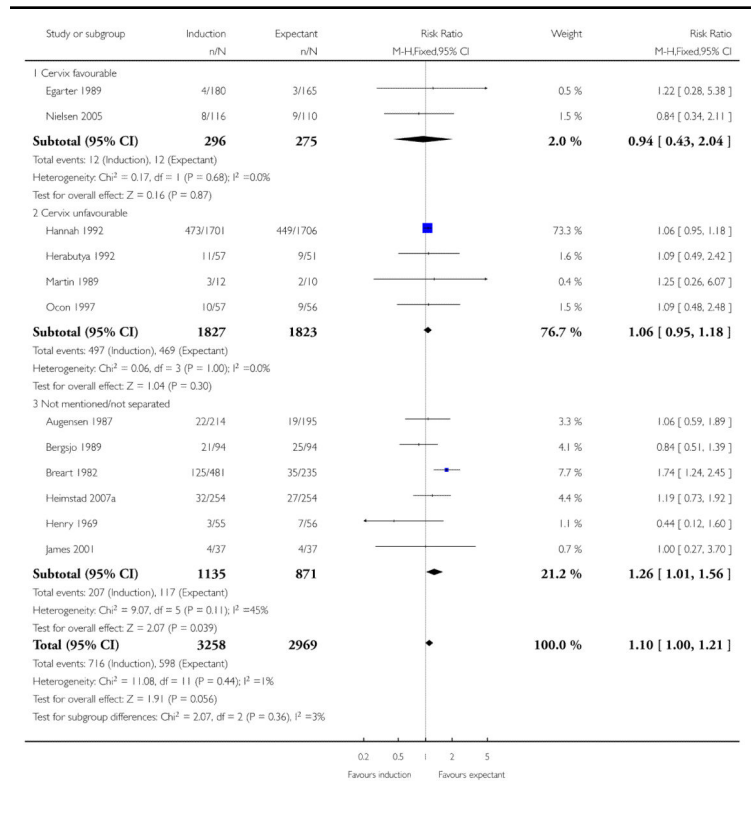 Study or subgroup Induction Expectant Risk Ratio Weight Risk Ratio
n/N n/N M-H,Fixed,95% CI M-H,Fixed,95% CI
1 Cervix favourable
Egarter 1989 4/180 3/165 0.5 % 1.22 [ 0.28, 5.38 ]
Nielsen 2005 8/116 9/110 1.5 % 0.84 [ 0.34, 2.11 ]
Subtotal (95% CI) 296 275 2.0 % 0.94 [ 0.43, 2.04 ]
Total events: 12 (Induction), 12 (Expectant)
Heterogeneity: Chi² = 0.17, df = 1 (P = 0.68); I² =0.0%
Test for overall effect: Z = 0.16 (P = 0.87)
2 Cervix unfavourable
Hannah 1992 473/1701 449/1706 73.3 % 1.06 [ 0.95, 1.18 ]
Herabutya 1992 11/57 9/51 1.6 % 1.09 [ 0.49, 2.42 ]
Martin 1989 3/12 2/10 0.4 % 1.25 [ 0.26, 6.07 ]
Ocon 1997 10/57 9/56 1.5 % 1.09 [ 0.48, 2.48 ]
Subtotal (95% CI) 1827 1823 76.7 % 1.06 [ 0.95, 1.18 ]
Total events: 497 (Induction), 469 (Expectant)
Heterogeneity: Chi² = 0.06, df = 3 (P = 1.00); I² =0.0%
Test for overall effect: Z = 1.04 (P = 0.30)
3 Not mentioned/not separated
Augensen 1987 22/214 19/195 3.3 % 1.06 [ 0.59, 1.89 ]
Bergsjo 1989 21/94 25/94 4.1 % 0.84 [ 0.51, 1.39 ]
Breart 1982 125/481 35/235 7.7 % 1.74 [ 1.24, 2.45 ]
Heimstad 2007a 32/254 27/254 4.4 % 1.19 [ 0.73, 1.92 ]
Henry 1969 3/55 7/56 1.1 % 0.44 [ 0.12, 1.60 ]
James 2001 4/37 4/37 0.7 % 1.00 [ 0.27, 3.70 ]
Subtotal (95% CI) 1135 871 21.2 % 1.26 [ 1.01, 1.56 ]
Total events: 207 (Induction), 117 (Expectant)
Heterogeneity: Chi² = 9.07, df = 5 (P = 0.11); I² =45%
Test for overall effect: Z = 2.07 (P = 0.039)
Total (95% CI) 3258 2969 100.0 % 1.10 [ 1.00, 1.21 ]
Total events: 716 (Induction), 598 (Expectant)
Heterogeneity: Chi² = 11.08, df = 11 (P = 0.44); I² =1%
Test for overall effect: Z = 1.91 (P = 0.056)
Test for subgroup differences: Chi² = 2.07, df = 2 (P = 0.36), I² =3%
0.2 0.5 1 2 5
Favours induction Favours expectant